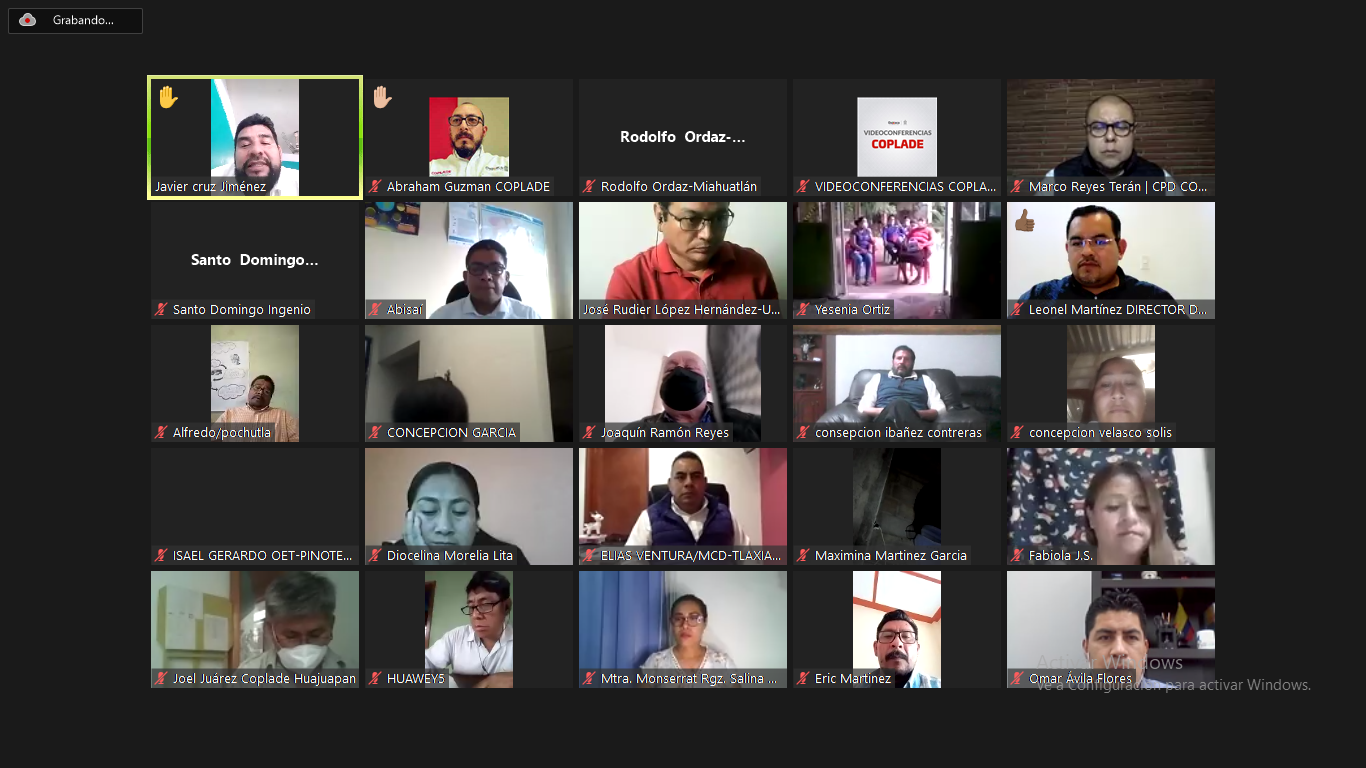 Grabando...
Javier cruz Jiménez
Abraham Guzman COPLADE
Rodolfo Ordaz-...
Rodolfo Ordaz-Miahuatlán
VIDEOCONFERENCIAS
COPLADE
VIDEOCONFERENCIAS COPLA...
Marco Reyes Terán | CPD CO...
Santo Domingo...
Santo Domingo Ingenio
Abisaí
José Rudier López Hernández-U...
Yesenia Ortiz
Leonel Martínez DIRECTOR D...
Alfredo/pochutla
CONCEPCION GARCIA
Joaquín Ramón Reyes
consepcion ibañez contreras
concepcion velasco solis
ISAEL GERARDO OET-PINOTE...
Diocelina Morelia Lita
ELIAS VENTURA/MCD-TLAXIA...
Maximina Martinez Garcia
Fabiola J.S.
Joel Juárez Coplade Huajuapan
HUAWEY5
Mtra. Monserrat Rgz. Salina ...
Eric Martinez
Omar Ávila Flores
Activar Windows
Ve a Configuración para activar Windows.